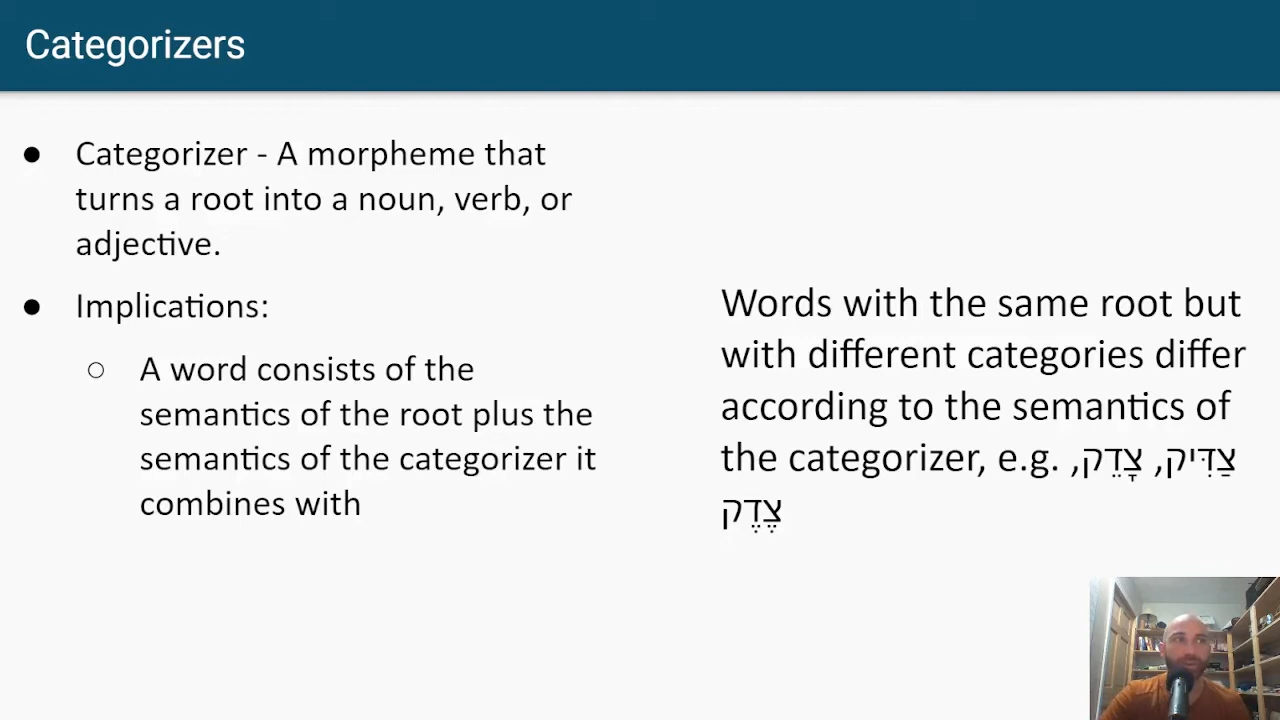 Categorizers
● Categorizer - A morpheme that
turns a root into a noun, verb, or
adjective.
● Implications:
○ A word consists of the
semantics of the root plus the
semantics of the categorizer it
combines with
Words with the same root but
with different categories differ
according to the semantics of
the categorizer, e.g. צַדִּיק, צָדֵק,
צֶדֶק